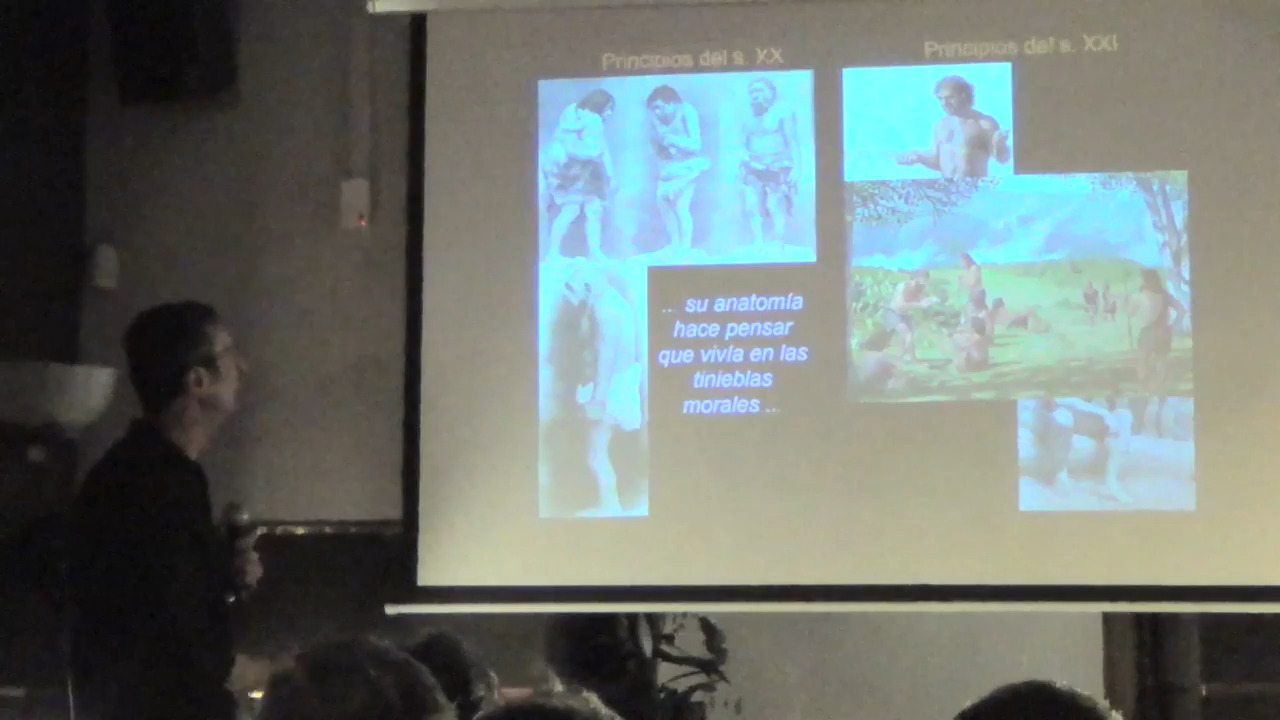 Principios del s. XX
Principios del s. XXI
... su anatomía
hace pensar
que vivía en las
tinieblas
morales ...